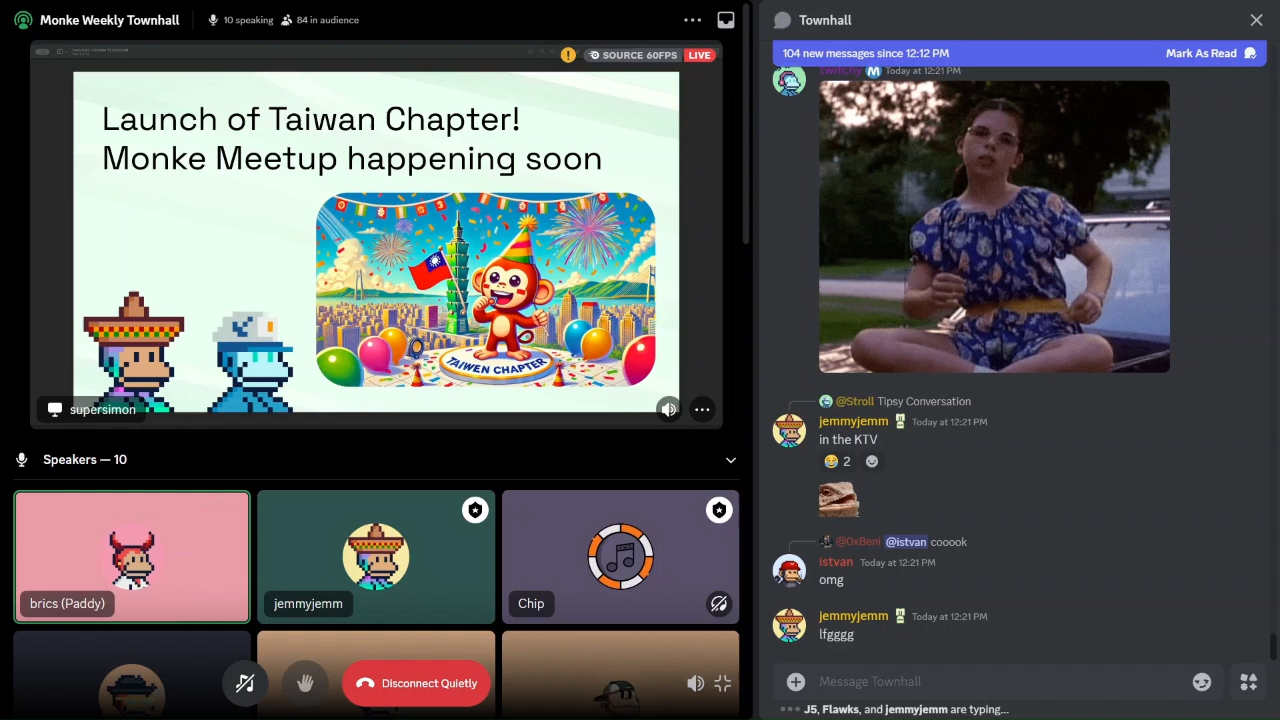 Monke Weekly Townhall
10 speaking
84 in audience
SOURCE 60FPS
LIVE
Launch of Taiwan Chapter!
Monke Meetup happening soon
TAIWEN CHAPTER
supersimon
Speakers — 10
brics (Paddy)
jemmyjemm
Chip
Disconnect Quietly
Townhall
104 new messages since 12:12 PM
Mark As Read
twitchy M Today at 12:21 PM
@Stroll Tipsy Conversation
jemmyjemm Today at 12:21 PM
in the KTV
😂 2
@0xBeni @istvan cooook
istvan Today at 12:21 PM
omg
jemmyjemm Today at 12:21 PM
lfgggg
Message Townhall
J5, Flawks, and jemmyjemm are typing...